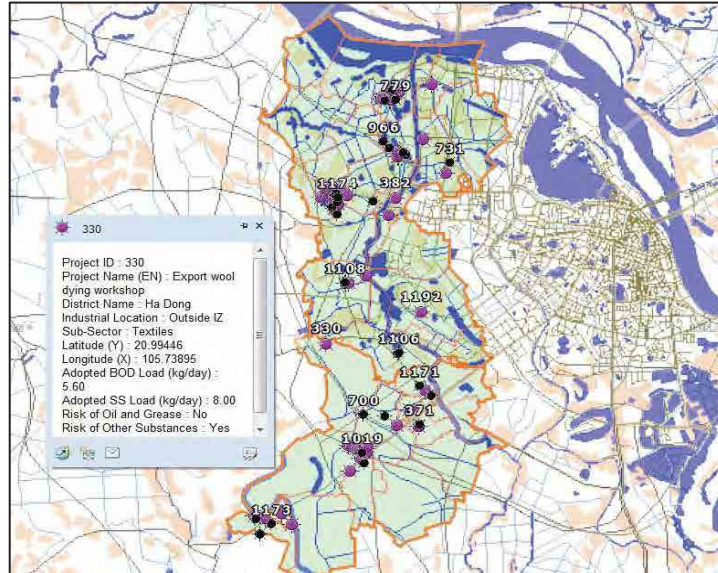 779
966
731
1174
382
330
Project ID : 330
Project Name (EN) : Export wool
dying workshop
District Name : Ha Dong
Industrial Location : Outside IZ
Sub-Sector : Textiles
Latitude (Y) : 20.99446
Longitude (X) : 105.73895
Adopted BOD Load (kg/day) :
5.60
Adopted SS Load (kg/day) : 8.00
Risk of Oil and Grease : No
Risk of Other Substances : Yes
1108
1192
330
1106
1171
700
371
1019
1173